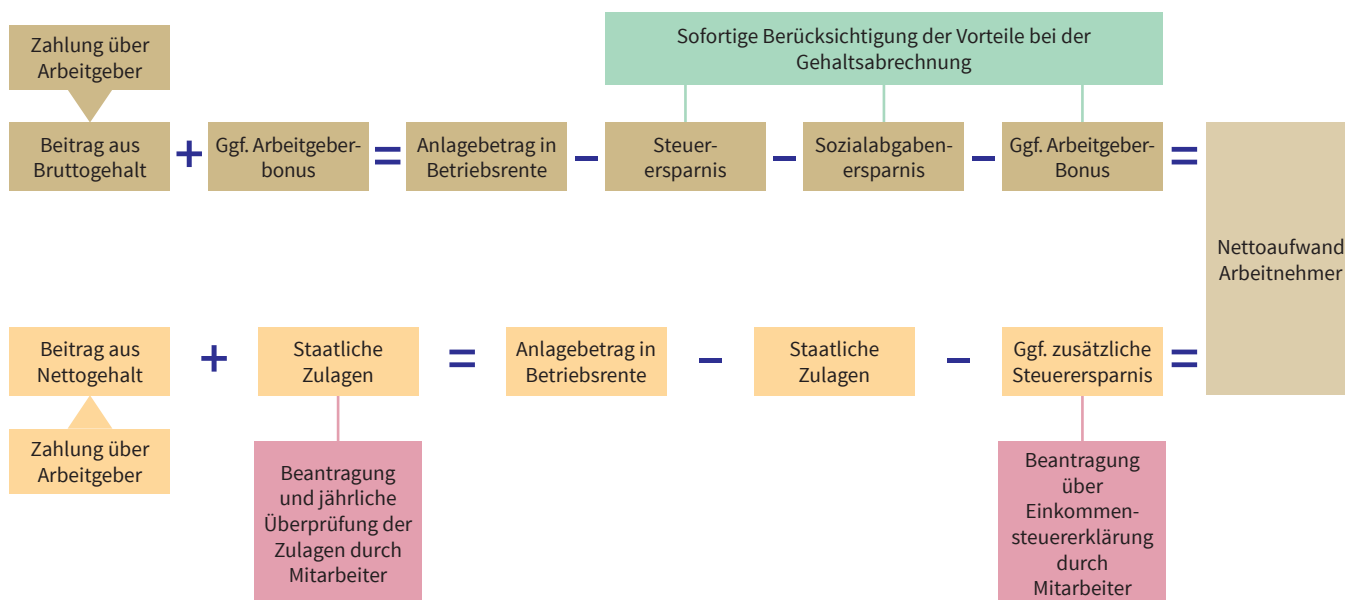 Zahlung über
Arbeitgeber
Sofortige Berücksichtigung der Vorteile bei der
Gehaltsabrechnung
Beitrag aus
Bruttogehalt
+
Ggf. Arbeitgeber-
bonus
=
Anlagebetrag in
Betriebsrente
–
Steuer-
ersparnis
–
Sozialabgaben-
ersparnis
–
Ggf. Arbeitgeber-
Bonus
=
Nettoaufwand
Arbeitnehmer
Beitrag aus
Nettogehalt
+
Staatliche
Zulagen
=
Anlagebetrag in
Betriebsrente
–
Staatliche
Zulagen
–
Ggf. zusätzliche
Steuerersparnis
=
Zahlung über
Arbeitgeber
Beantragung
und jährliche
Überprüfung der
Zulagen durch
Mitarbeiter
Beantragung
über
Einkommen-
steuererklärung
durch
Mitarbeiter